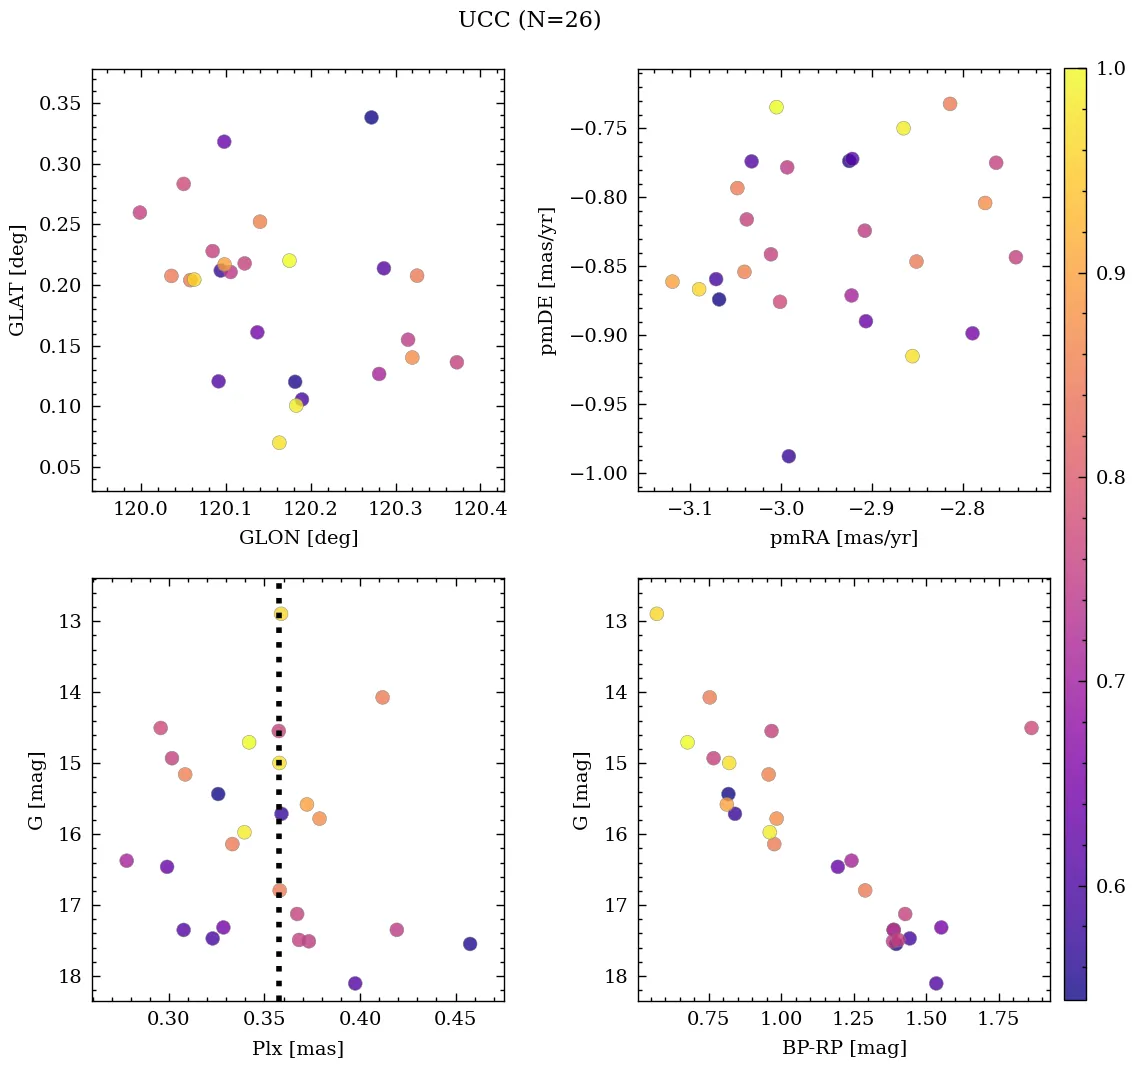 UCC (N=26)
0.35
0.30
0.25
0.20
0.15
0.10
0.05
GLAT [deg]
120.0 120.1 120.2 120.3 120.4
GLON [deg]
−0.75
−0.80
−0.85
−0.90
−0.95
−1.00
pmDE [mas/yr]
−3.1 −3.0 −2.9 −2.8
pmRA [mas/yr]
13
14
15
16
17
18
G [mag]
0.30 0.35 0.40 0.45
Plx [mas]
13
14
15
16
17
18
G [mag]
0.75 1.00 1.25 1.50 1.75
BP-RP [mag]
1.0
0.9
0.8
0.7
0.6